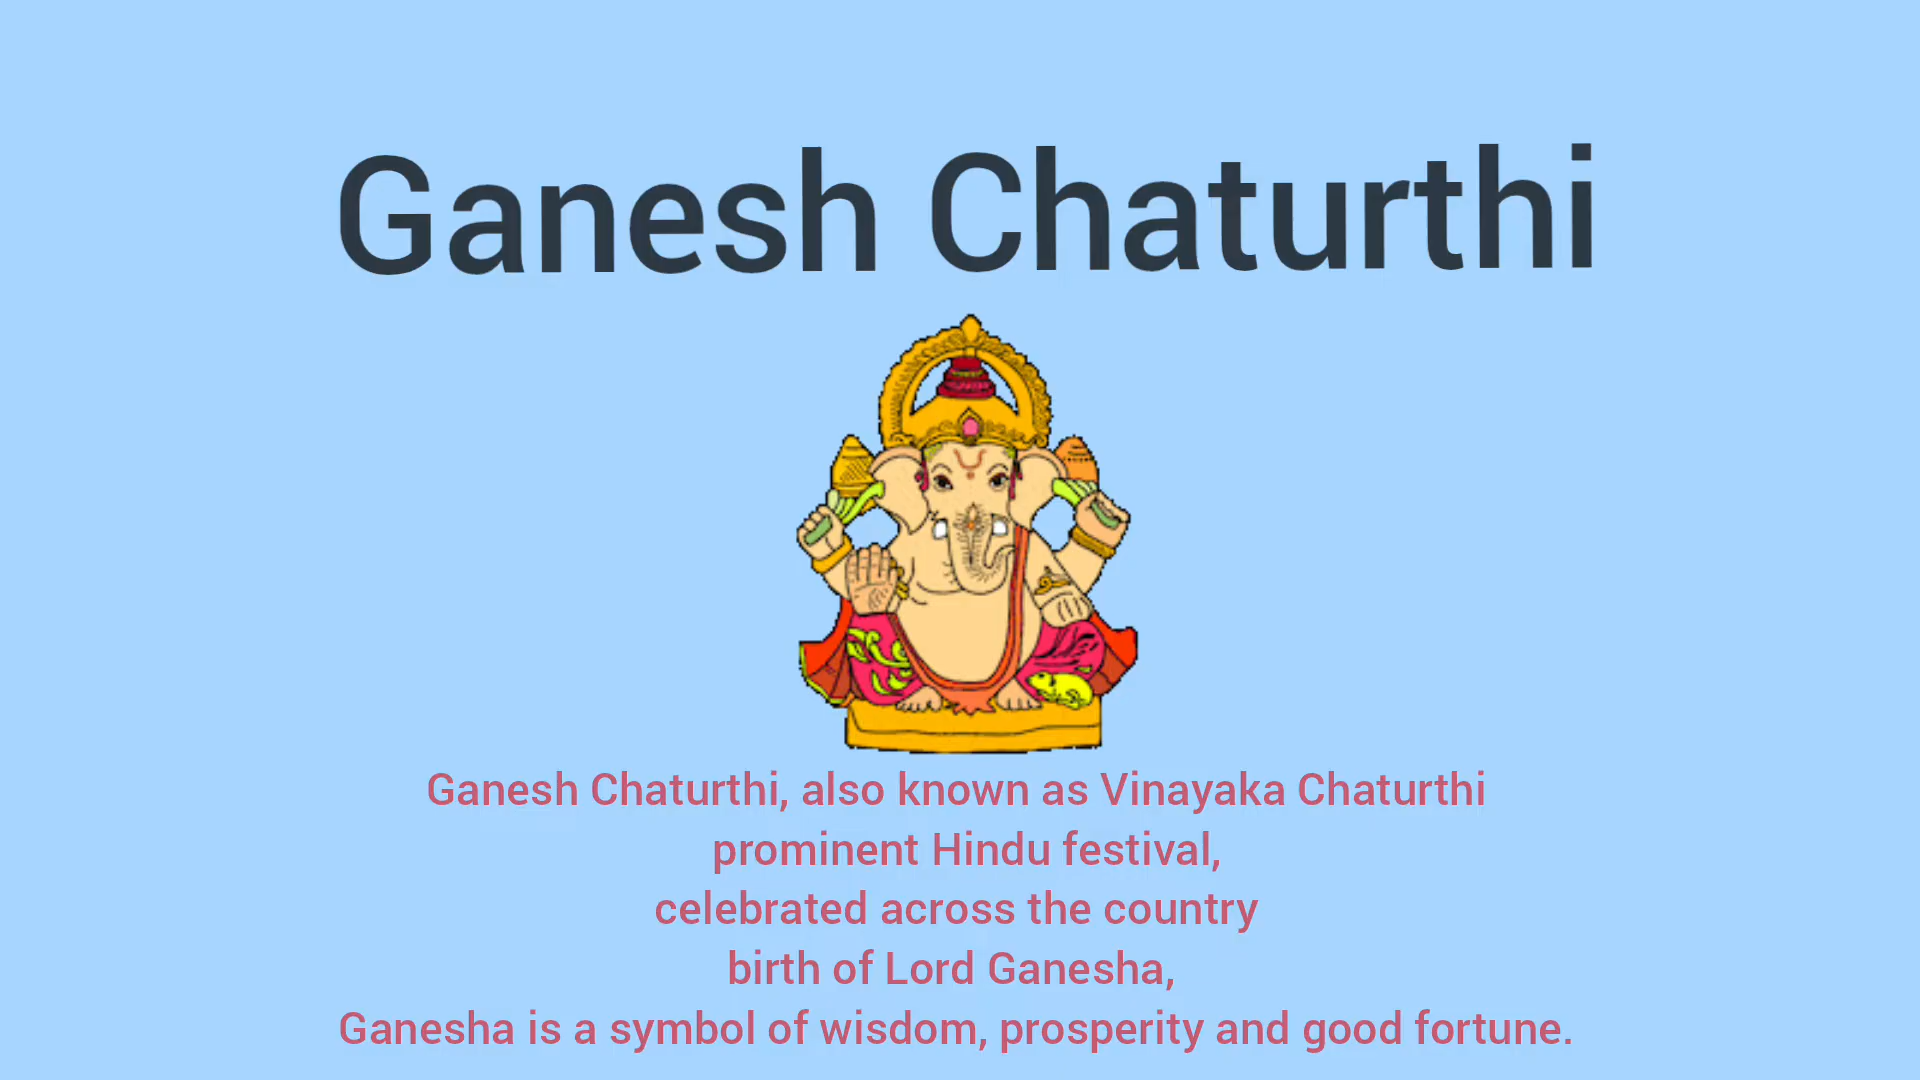 Ganesh Chaturthi
Ganesh Chaturthi, also known as Vinayaka Chaturthi
prominent Hindu festival,
celebrated across the country
birth of Lord Ganesha,
Ganesha is a symbol of wisdom, prosperity and good fortune.